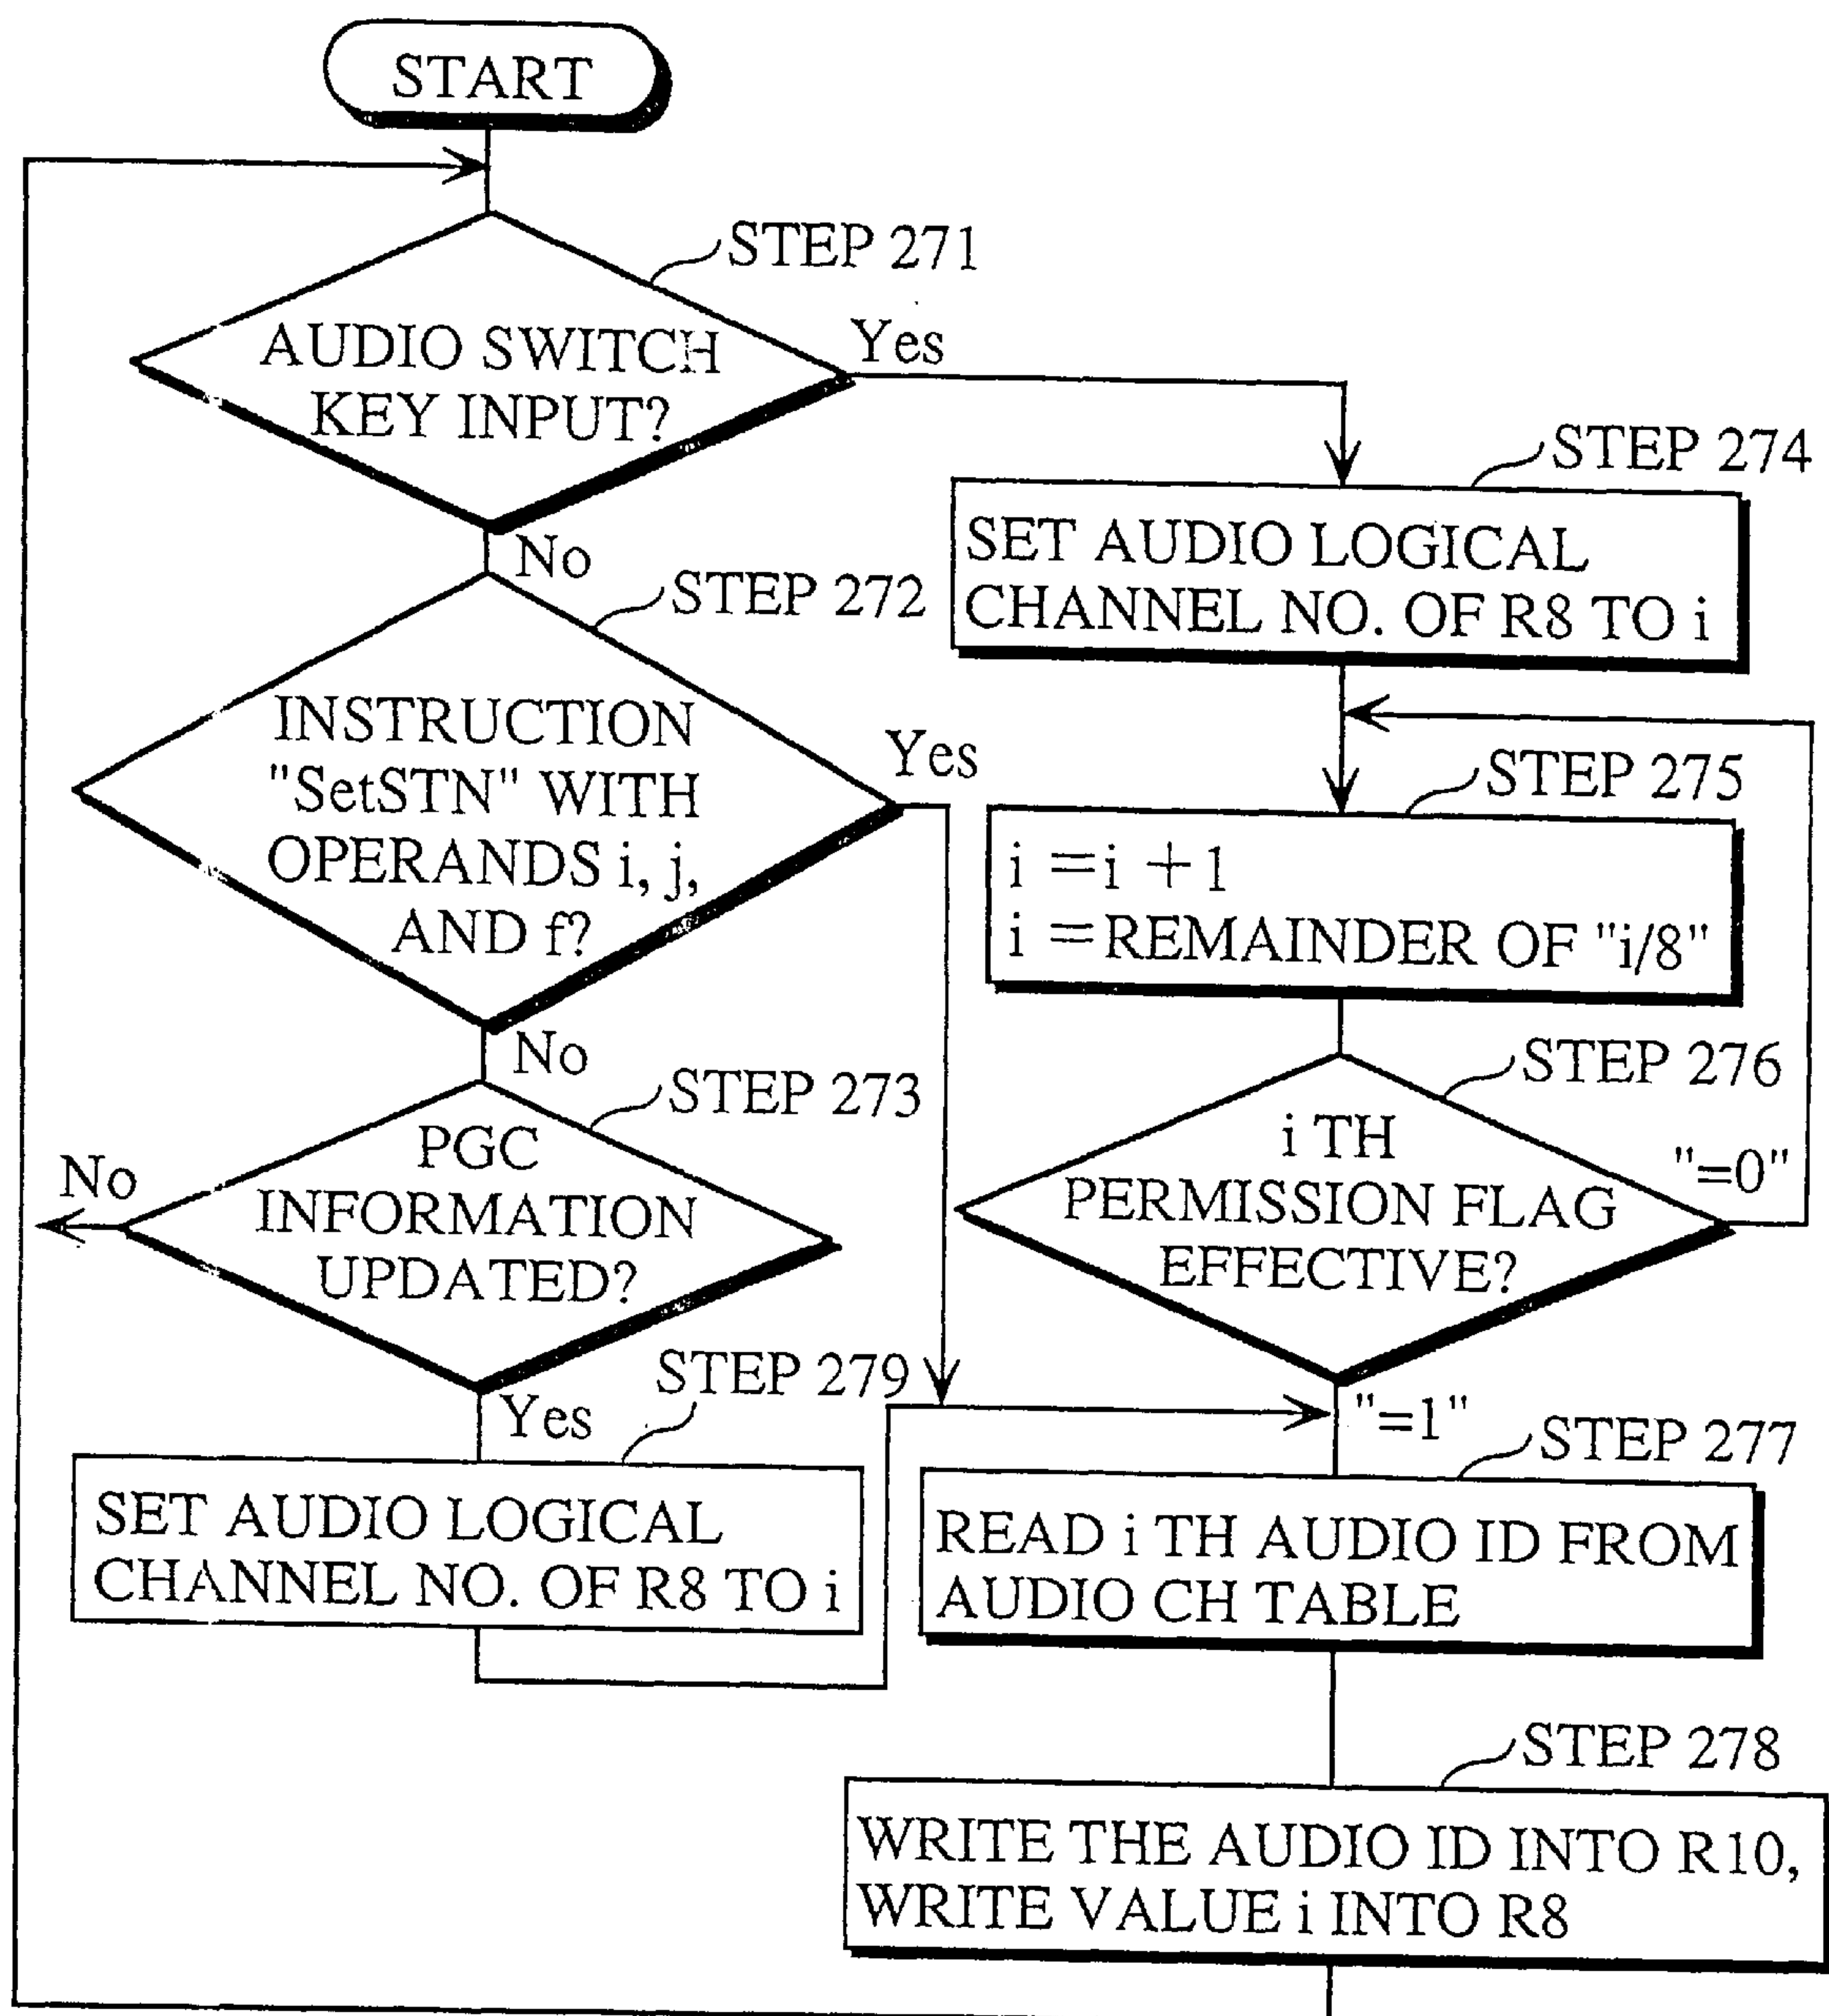 START
STEP 271
AUDIO SWITCH
KEY INPUT?
Yes
No
STEP 272
INSTRUCTION
"SetSTN" WITH
OPERANDS i, j,
AND f?
Yes
No
STEP 273
PGC
INFORMATION
UPDATED?
No
Yes
STEP 279
SET AUDIO LOGICAL
CHANNEL NO. OF R8 TO i
STEP 274
SET AUDIO LOGICAL
CHANNEL NO. OF R8 TO i
STEP 275
i =i +1
i =REMAINDER OF "i/8"
STEP 276
i TH
PERMISSION FLAG
EFFECTIVE?
"=0"
"=1"
STEP 277
READ i TH AUDIO ID FROM
AUDIO CH TABLE
STEP 278
WRITE THE AUDIO ID INTO R10,
WRITE VALUE i INTO R8